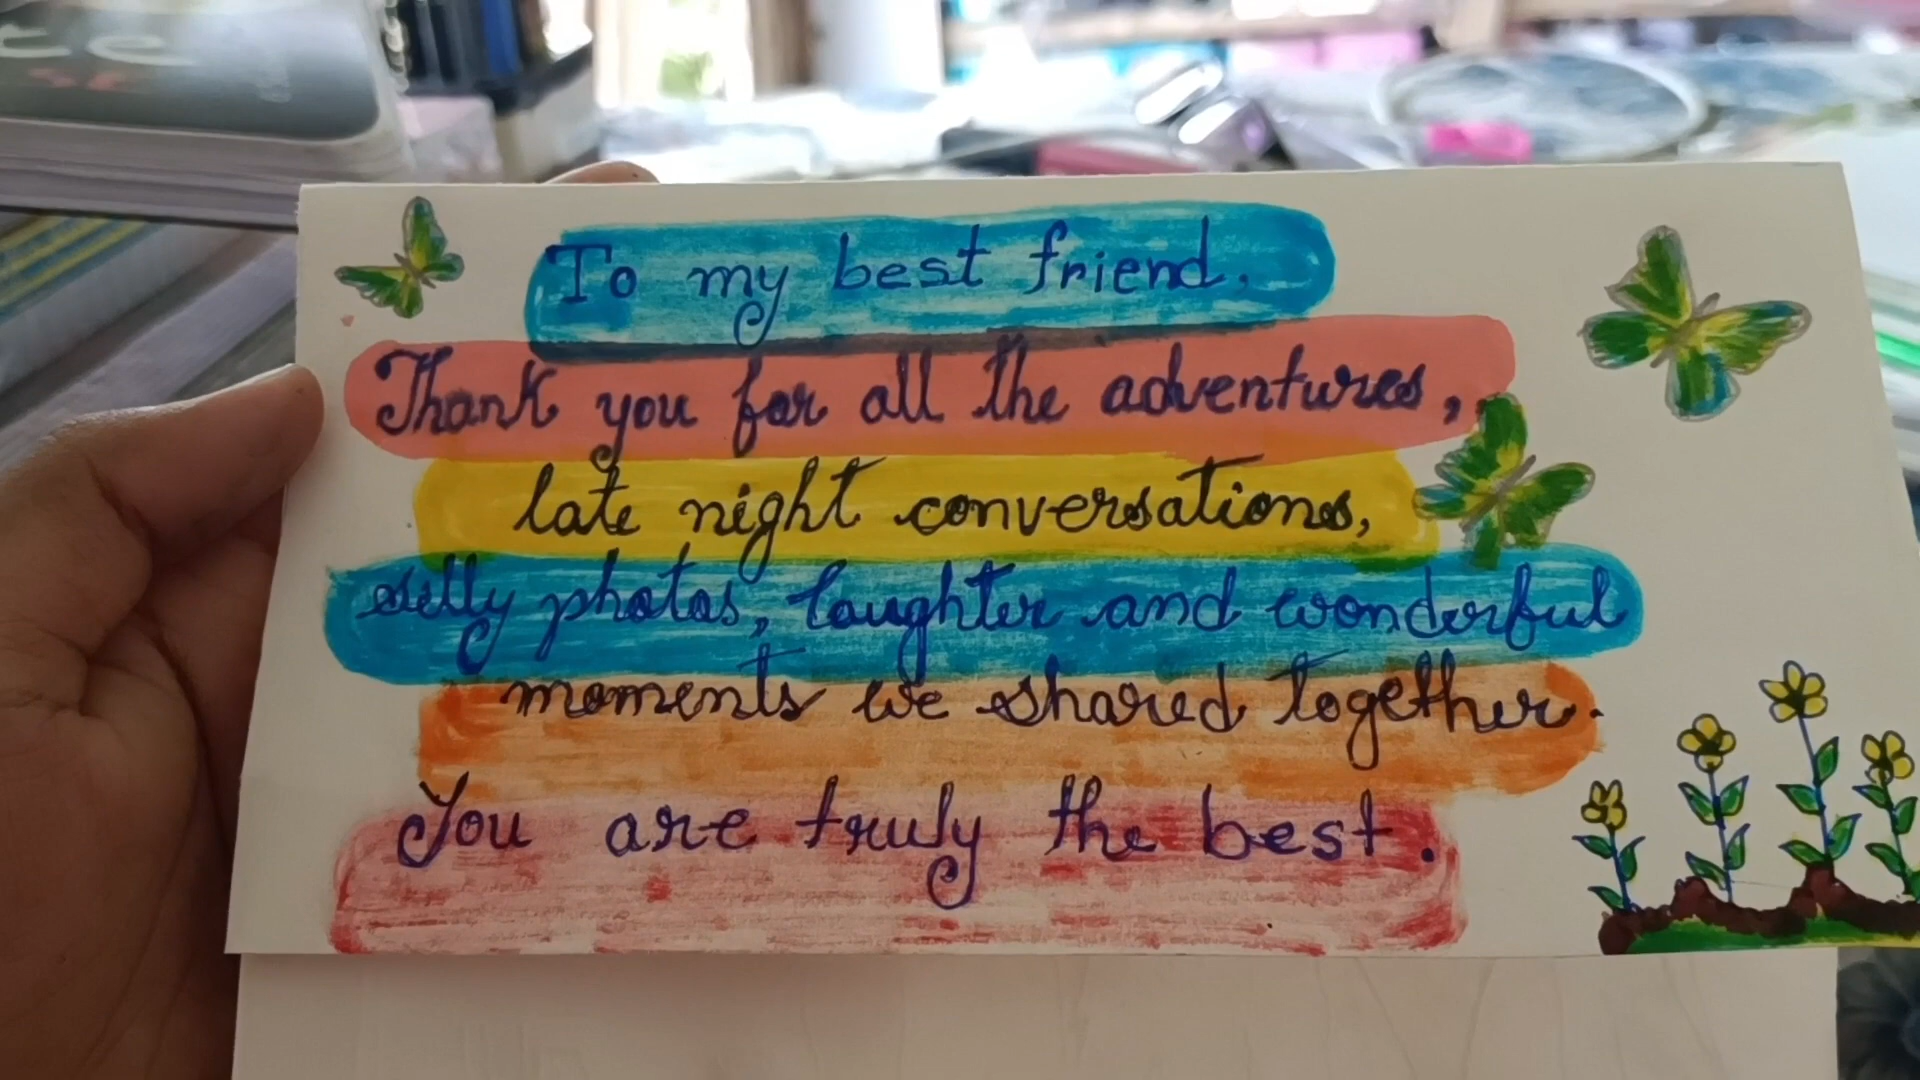 To my best friend.
Thank you for all the adventures,
late night conversations,
silly photos, laughter and wonderful
moments we shared together.
You are truly the best.